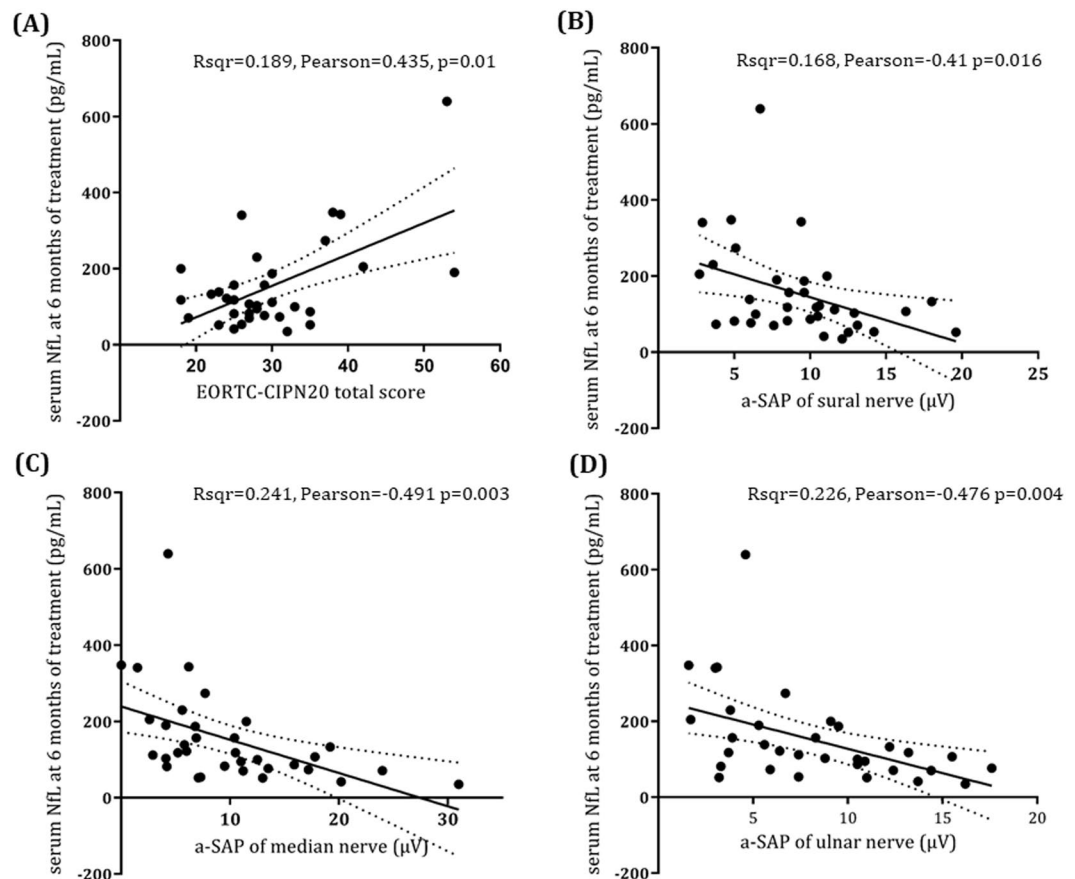 (A)
Rsqr=0.189, Pearson=0.435, p=0.01
serum NfL at 6 months of treatment (pg/mL)
800
600
400
200
0
-200
20
30
40
50
60
EORTC-CIPN20 total score
(B)
Rsqr=0.168, Pearson=-0.41 p=0.016
serum NfL at 6 months of treatment (pg/mL)
800
600
400
200
0
-200
5
10
15
20
25
a-SAP of sural nerve (μV)
(C)
Rsqr=0.241, Pearson=-0.491 p=0.003
serum NfL at 6 months of treatment (pg/mL)
800
600
400
200
0
-200
10
20
30
a-SAP of median nerve (μV)
(D)
Rsqr=0.226, Pearson=-0.476 p=0.004
serum NfL at 6 months of treatment (pg/mL)
800
600
400
200
0
-200
5
10
15
20
a-SAP of ulnar nerve (μV)